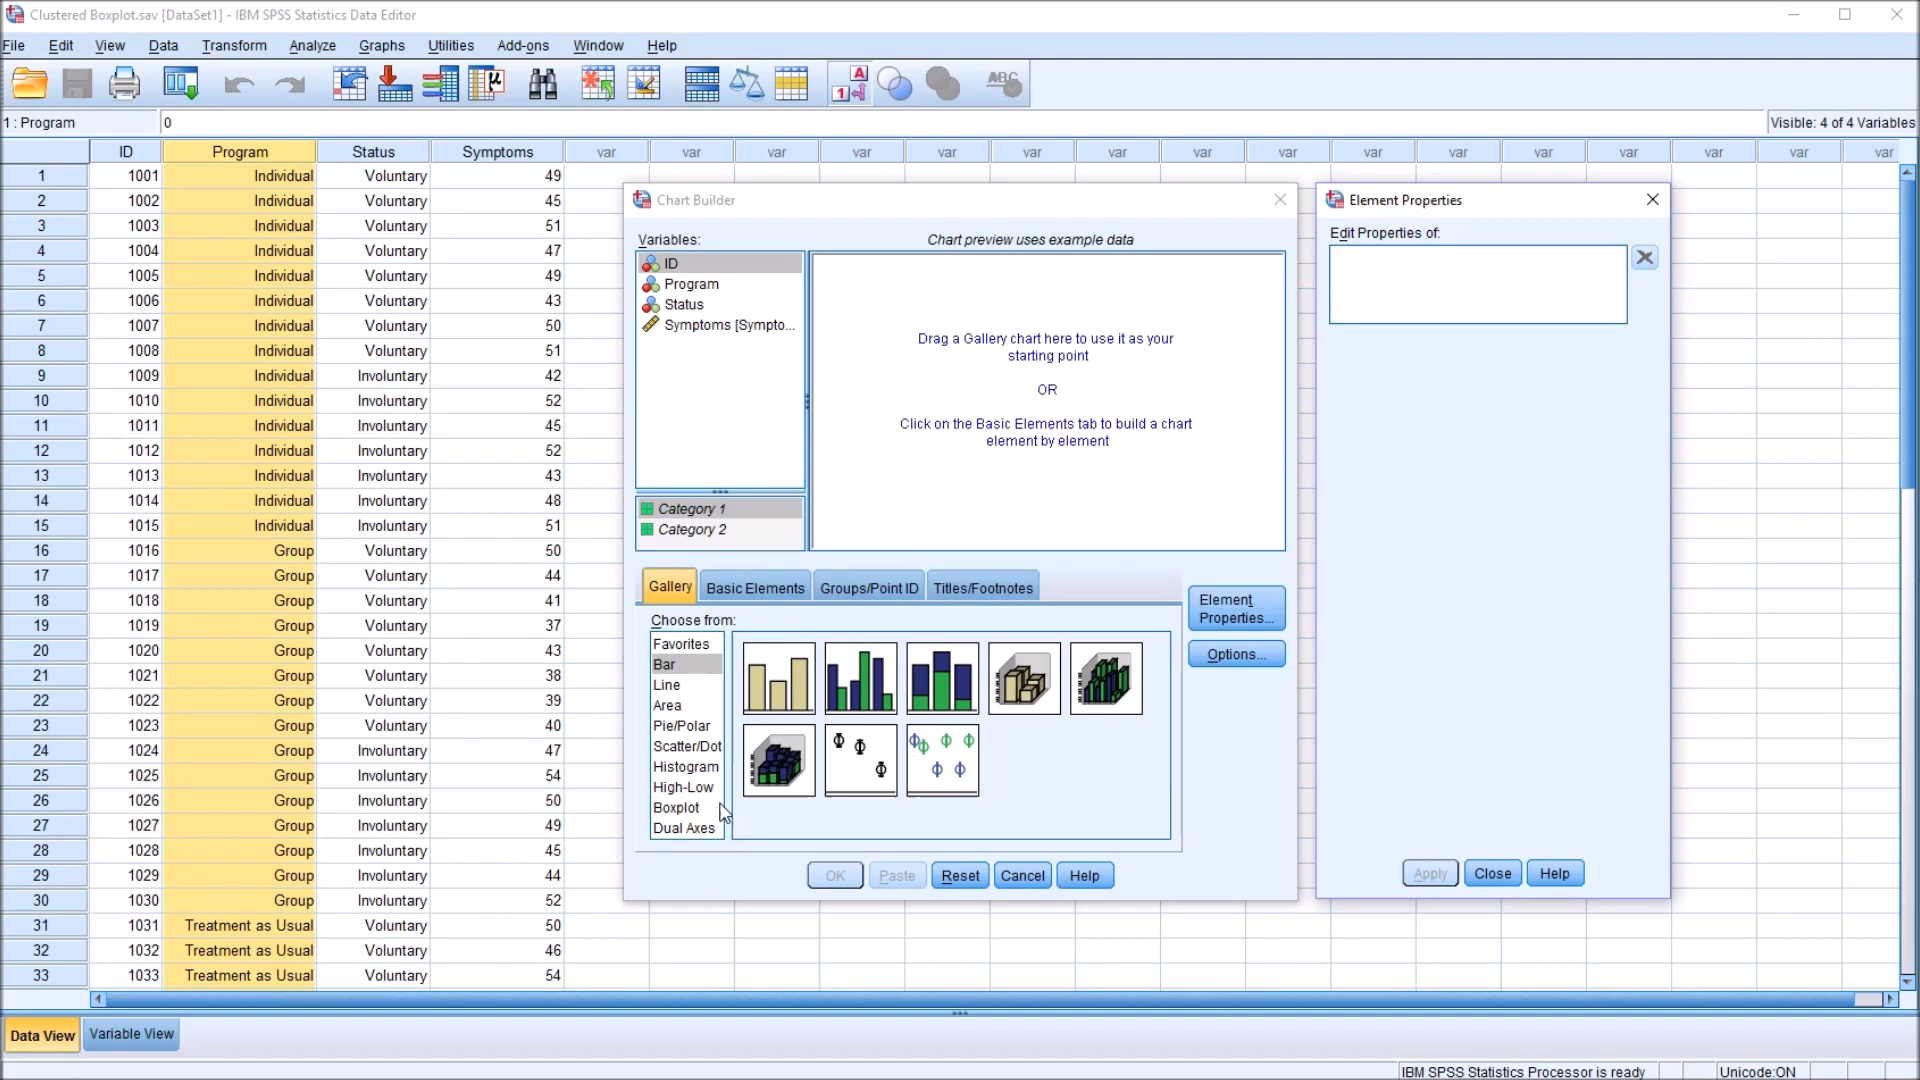 Clustered Boxplot.sav [DataSet1] - IBM SPSS Statistics Data Editor
File Edit View Data Transform Analyze Graphs Utilities Add-ons Window Help
A
1
μ
ABC
1 : Program 0 Visible: 4 of 4 Variables
ID Program Status Symptoms var var var var var var var var var var var var var var var var
1 1001 Individual Voluntary 49
2 1002 Individual Voluntary 45
3 1003 Individual Voluntary 51
4 1004 Individual Voluntary 47
5 1005 Individual Voluntary 49
6 1006 Individual Voluntary 43
7 1007 Individual Voluntary 50
8 1008 Individual Voluntary 51
9 1009 Individual Involuntary 42
10 1010 Individual Involuntary 52
11 1011 Individual Involuntary 45
12 1012 Individual Involuntary 52
13 1013 Individual Involuntary 43
14 1014 Individual Involuntary 48
15 1015 Individual Involuntary 51
16 1016 Group Voluntary 50
17 1017 Group Voluntary 44
18 1018 Group Voluntary 41
19 1019 Group Voluntary 37
20 1020 Group Voluntary 43
21 1021 Group Voluntary 38
22 1022 Group Voluntary 39
23 1023 Group Voluntary 40
24 1024 Group Involuntary 47
25 1025 Group Involuntary 54
26 1026 Group Involuntary 50
27 1027 Group Involuntary 49
28 1028 Group Involuntary 45
29 1029 Group Involuntary 44
30 1030 Group Involuntary 52
31 1031 Treatment as Usual Voluntary 50
32 1032 Treatment as Usual Voluntary 46
33 1033 Treatment as Usual Voluntary 54
Chart Builder
Variables:
Chart preview uses example data
ID
Program
Status
Symptoms [Sympto...
Category 1
Category 2
Drag a Gallery chart here to use it as your
starting point
OR
Click on the Basic Elements tab to build a chart
element by element
Gallery Basic Elements Groups/Point ID Titles/Footnotes
Choose from:
Favorites
Bar
Line
Area
Pie/Polar
Scatter/Dot
Histogram
High-Low
Boxplot
Dual Axes
Element
Properties...
Options...
OK Paste Reset Cancel Help
Element Properties
Edit Properties of:
Apply Close Help
Data View Variable View
IBM SPSS Statistics Processor is ready Unicode:ON